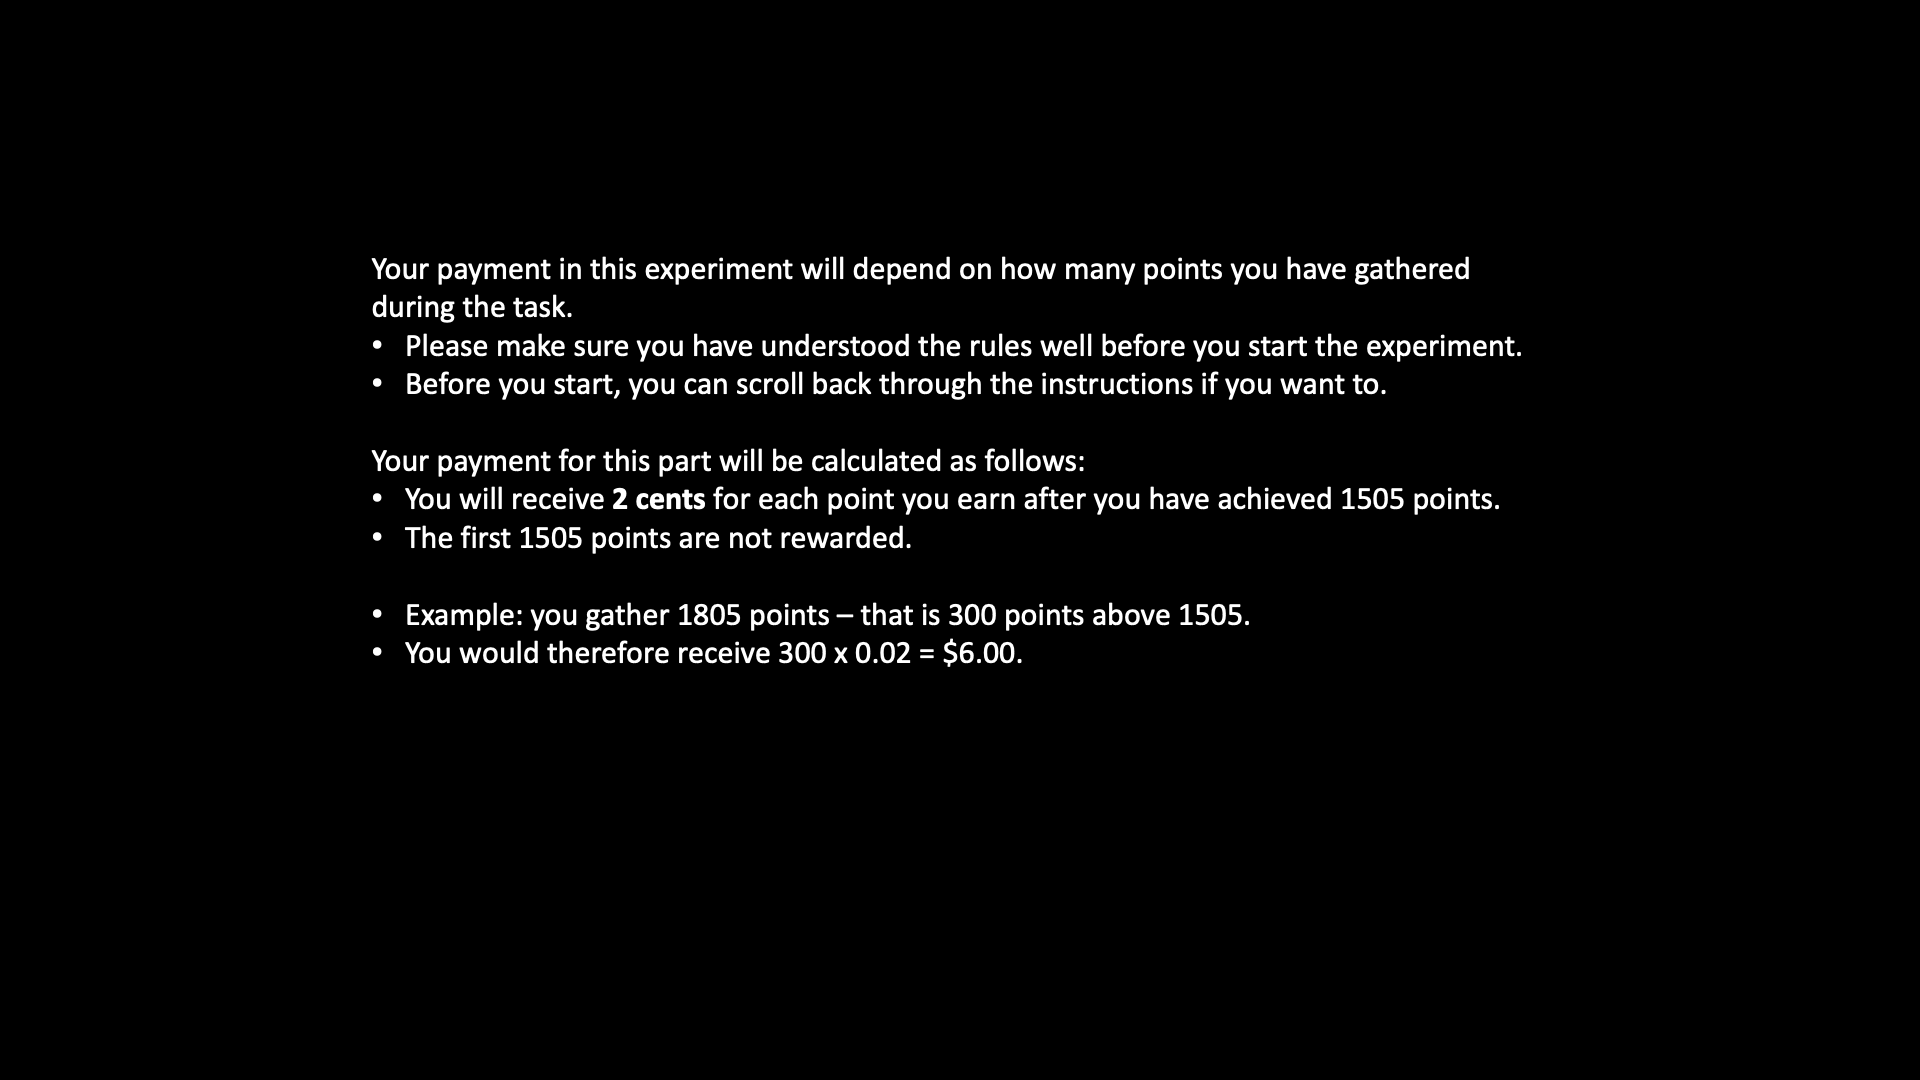 Your payment in this experiment will depend on how many points you have gathered
during the task.
• Please make sure you have understood the rules well before you start the experiment.
• Before you start, you can scroll back through the instructions if you want to.
Your payment for this part will be calculated as follows:
• You will receive 2 cents for each point you earn after you have achieved 1505 points.
• The first 1505 points are not rewarded.
• Example: you gather 1805 points – that is 300 points above 1505.
• You would therefore receive 300 x 0.02 = $6.00.